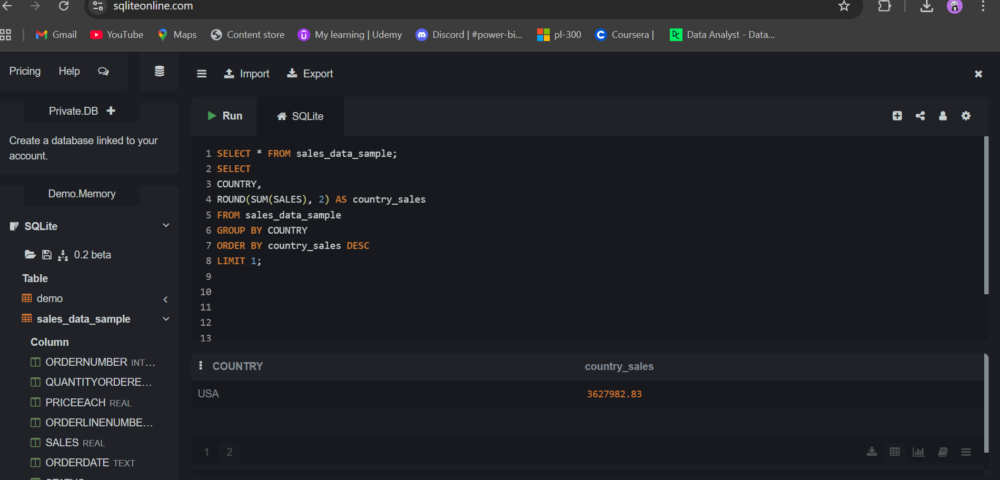 sqliteonline.com
Gmail YouTube Maps Content store My learning | Udemy Discord | #power-bi... pl-300 Coursera | Data Analyst - Data...
Pricing Help
Import Export
Private.DB
Create a database linked to your
account.
Demo.Memory
SQLite
0.2 beta
Table
demo
sales_data_sample
Column
ORDERNUMBER INT...
QUANTITYORDERE...
PRICEEACH REAL
ORDERLINENUMBE...
SALES REAL
ORDERDATE TEXT
Run SQLite
1 SELECT * FROM sales_data_sample;
2 SELECT
3 COUNTRY,
4 ROUND(SUM(SALES), 2) AS country_sales
5 FROM sales_data_sample
6 GROUP BY COUNTRY
7 ORDER BY country_sales DESC
8 LIMIT 1;
9
10
11
12
13
COUNTRY country_sales
USA 3627982.83
1 2